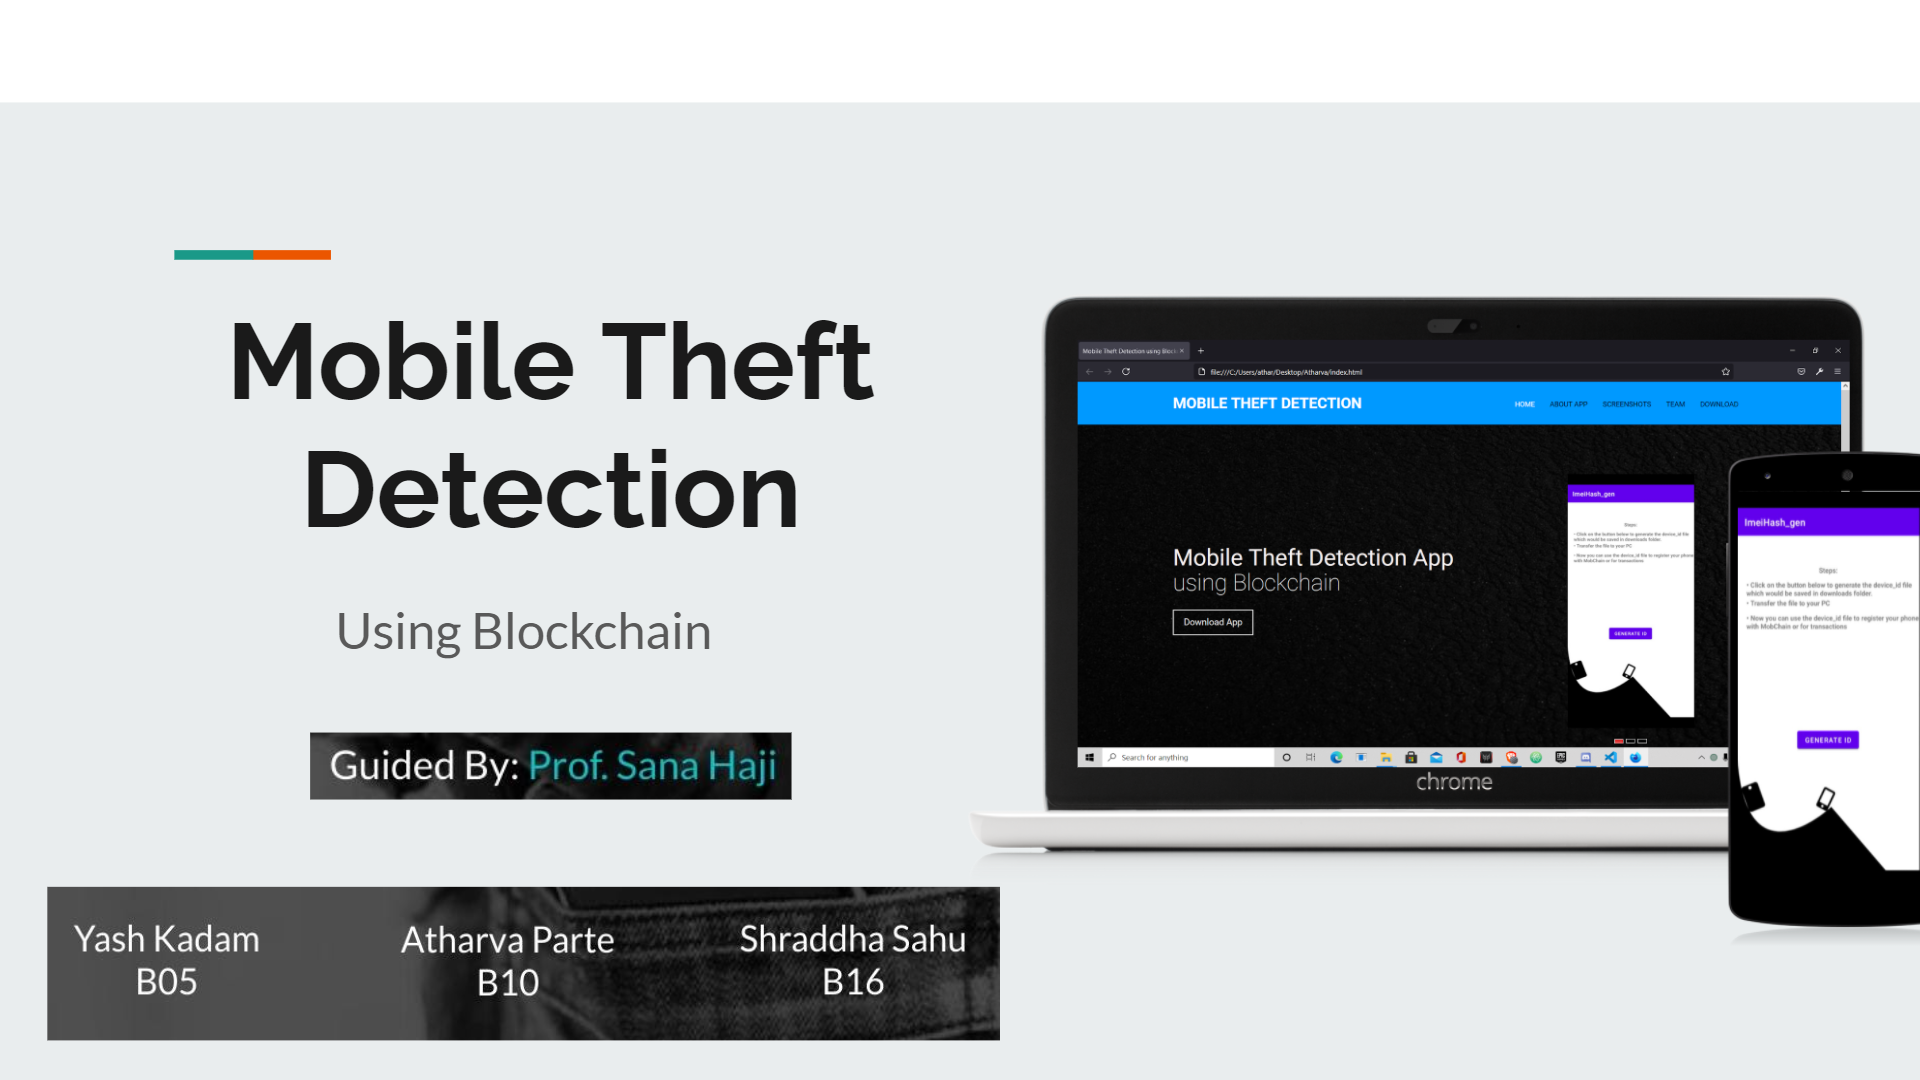 Mobile Theft
Detection
Using Blockchain
Guided By: Prof. Sana Haji
Yash Kadam
B05
Atharva Parte
B10
Shraddha Sahu
B16
Mobile Theft Detection using Block
file:///C:/Users/athar/Desktop/Atharva/index.html
MOBILE THEFT DETECTION
HOME ABOUT APP SCREENSHOTS TEAM DOWNLOAD
Mobile Theft Detection App
using Blockchain
Download App
ImeiHash_gen
Steps:
• Click on the button below to generate the device_id file
which would be saved in downloads folder.
• Transfer the file to your PC
• Now you can use the device_id file to register your phone
with MobChain or for transactions
GENERATE ID
Search for anything
chrome
ImeiHash_gen
Steps:
• Click on the button below to generate the device_id file
which would be saved in downloads folder.
• Transfer the file to your PC
• Now you can use the device_id file to register your phone
with MobChain or for transactions
GENERATE ID